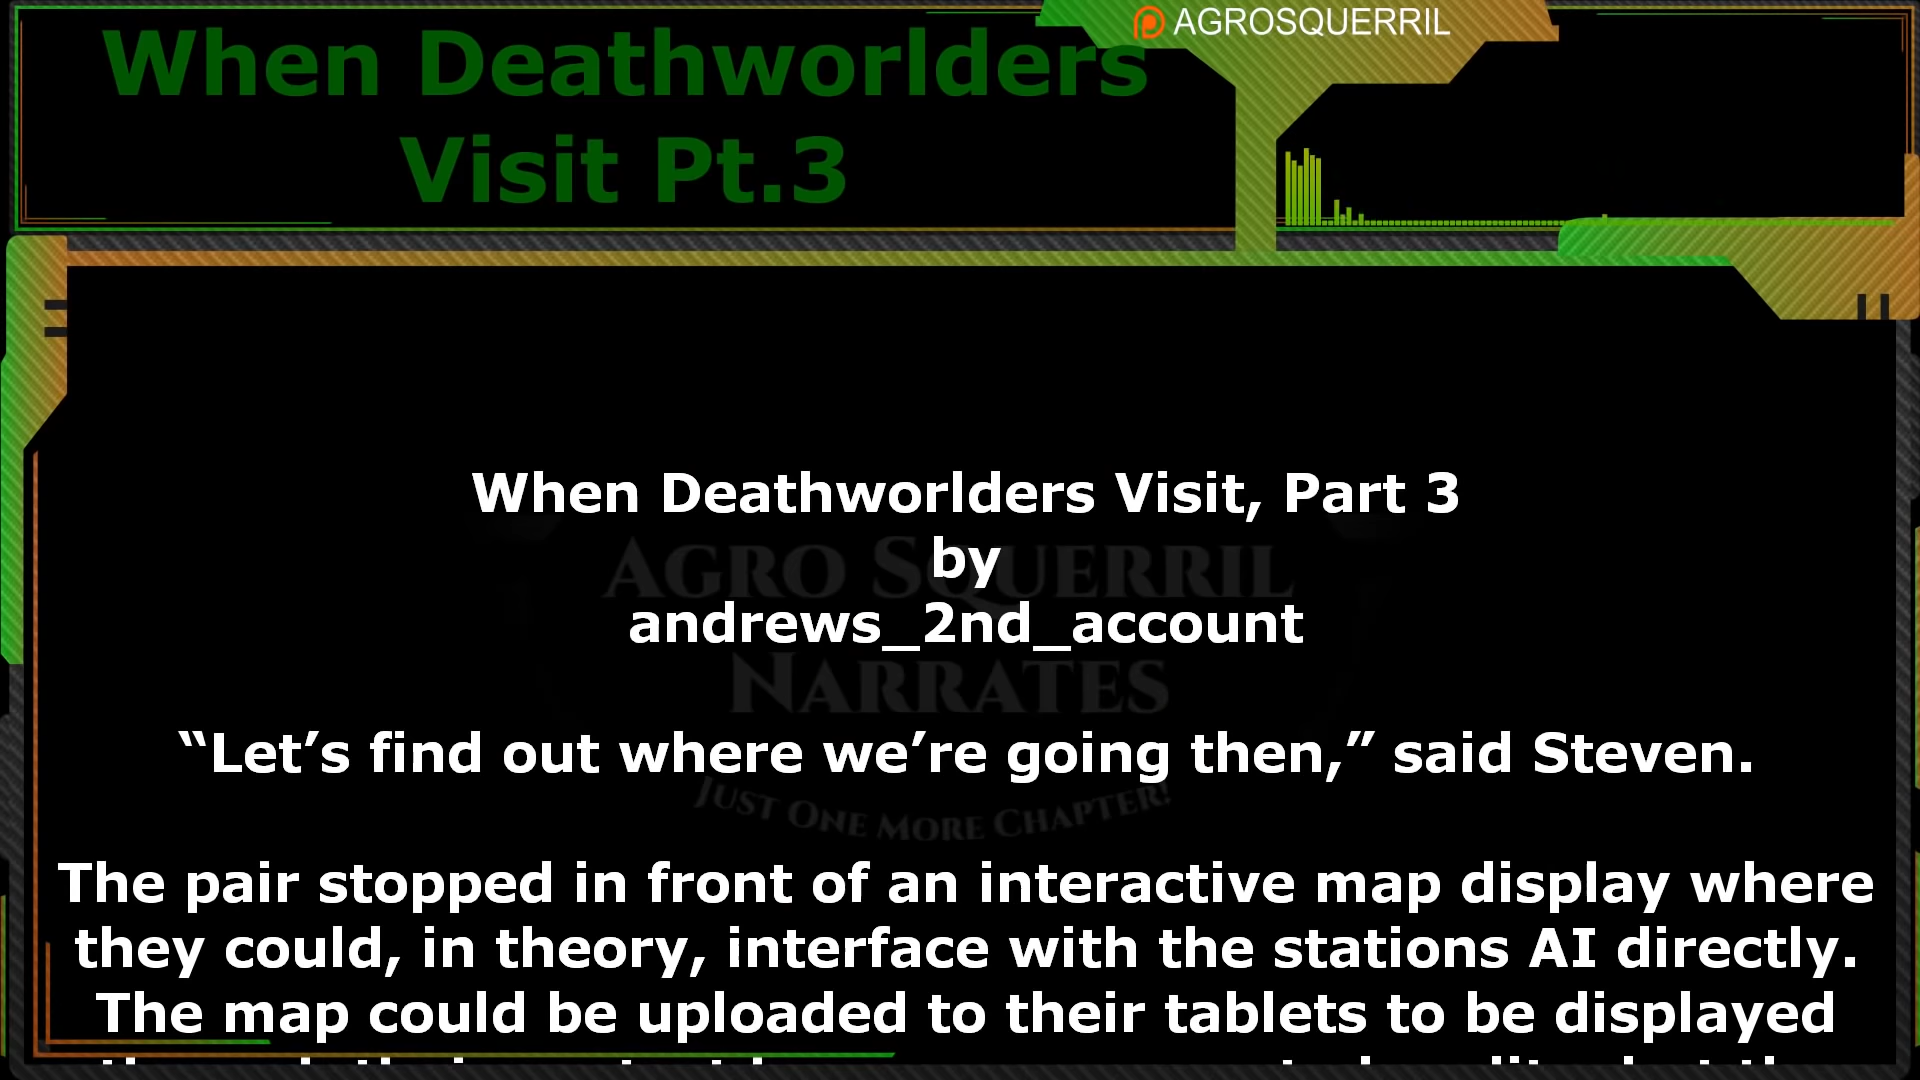 AGROSQUERRIL
When Deathworlders
Visit Pt.3
When Deathworlders Visit, Part 3
by
andrews_2nd_account
AGRO SQUERRIL
NARRATES
JUST ONE MORE CHAPTER!
“Let’s find out where we’re going then,” said Steven.
The pair stopped in front of an interactive map display where
they could, in theory, interface with the stations AI directly.
The map could be uploaded to their tablets to be displayed